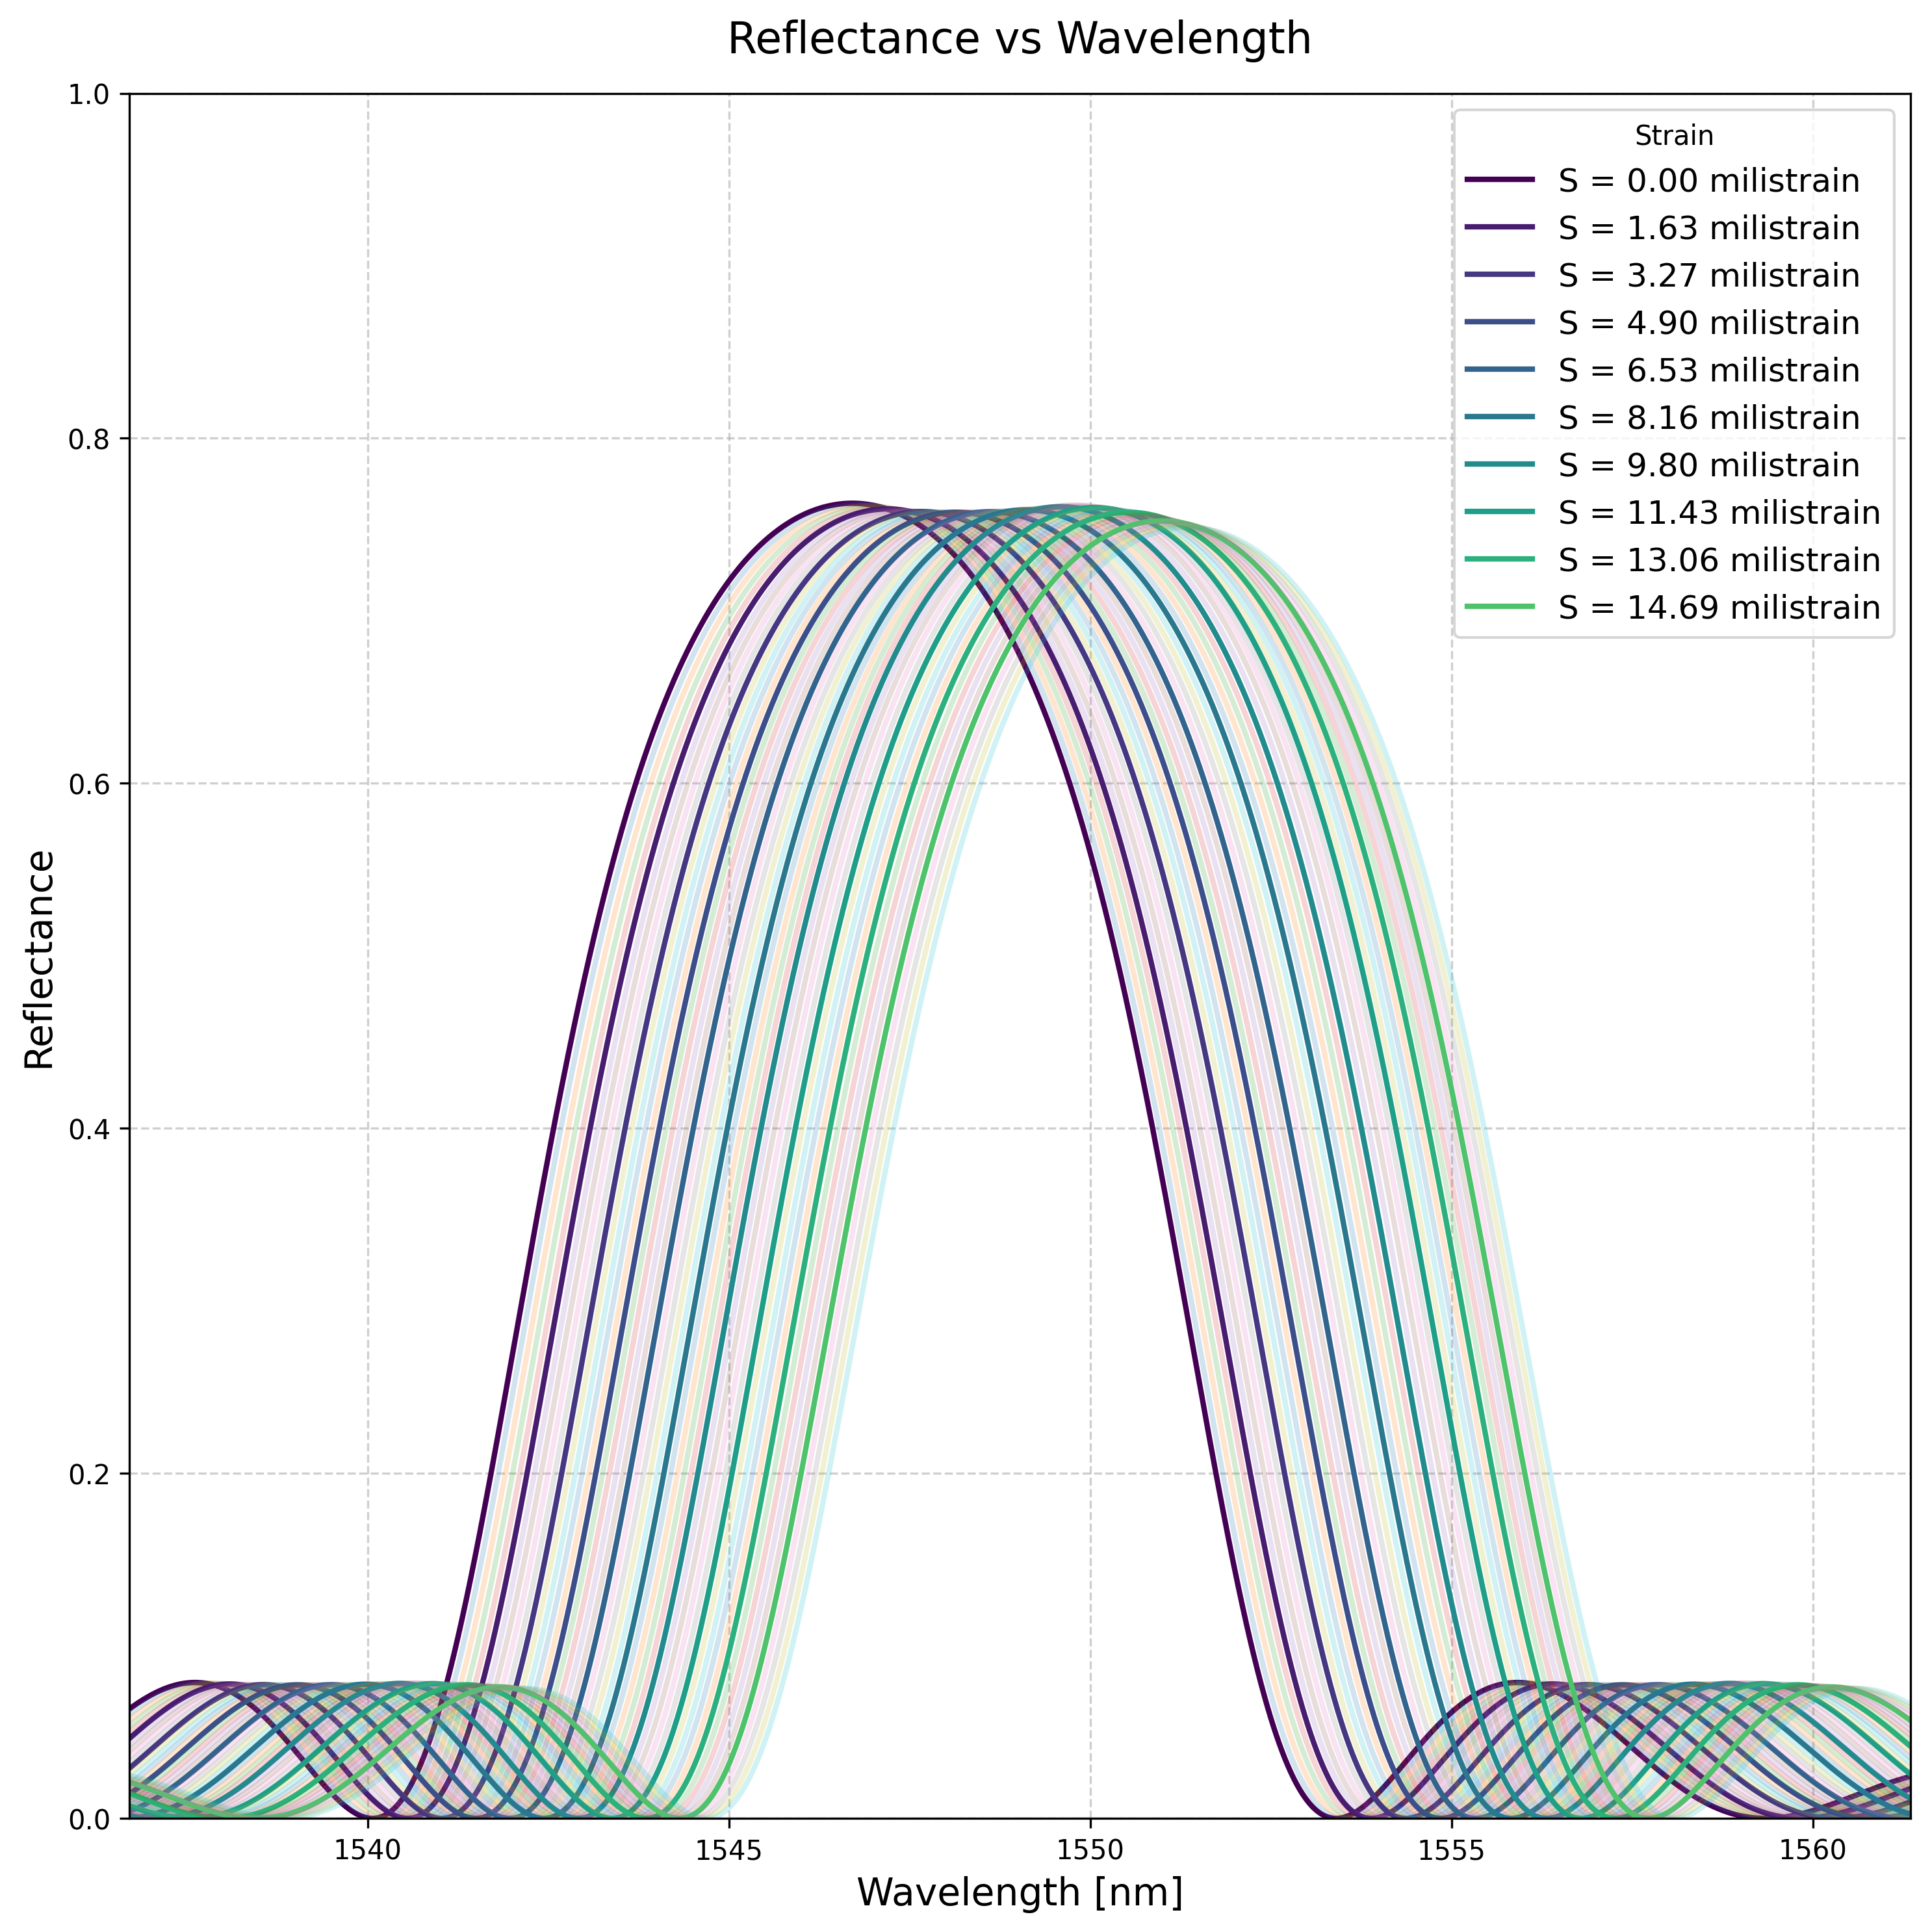 Reflectance vs Wavelength
1.0
0.8
0.6
0.4
0.2
0.0
Reflectance
Strain
S = 0.00 milistrain
S = 1.63 milistrain
S = 3.27 milistrain
S = 4.90 milistrain
S = 6.53 milistrain
S = 8.16 milistrain
S = 9.80 milistrain
S = 11.43 milistrain
S = 13.06 milistrain
S = 14.69 milistrain
1540 1545 1550 1555 1560
Wavelength [nm]